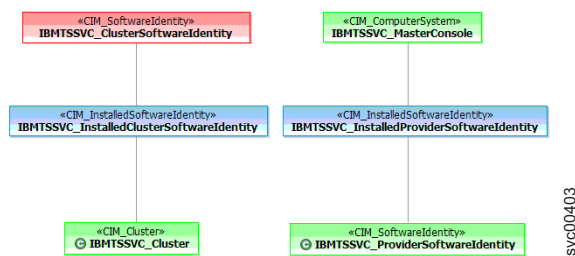 «CIM_SoftwareIdentity»
IBMTSSVC_ClusterSoftwareIdentity
«CIM_ComputerSystem»
IBMTSSVC_MasterConsole
«CIM_InstalledSoftwareIdentity»
IBMTSSVC_InstalledClusterSoftwareIdentity
«CIM_InstalledSoftwareIdentity»
IBMTSSVC_InstalledProviderSoftwareIdentity
«CIM_Cluster»
C IBMTSSVC_Cluster
«CIM_SoftwareIdentity»
C IBMTSSVC_ProviderSoftwareIdentity
svc00403